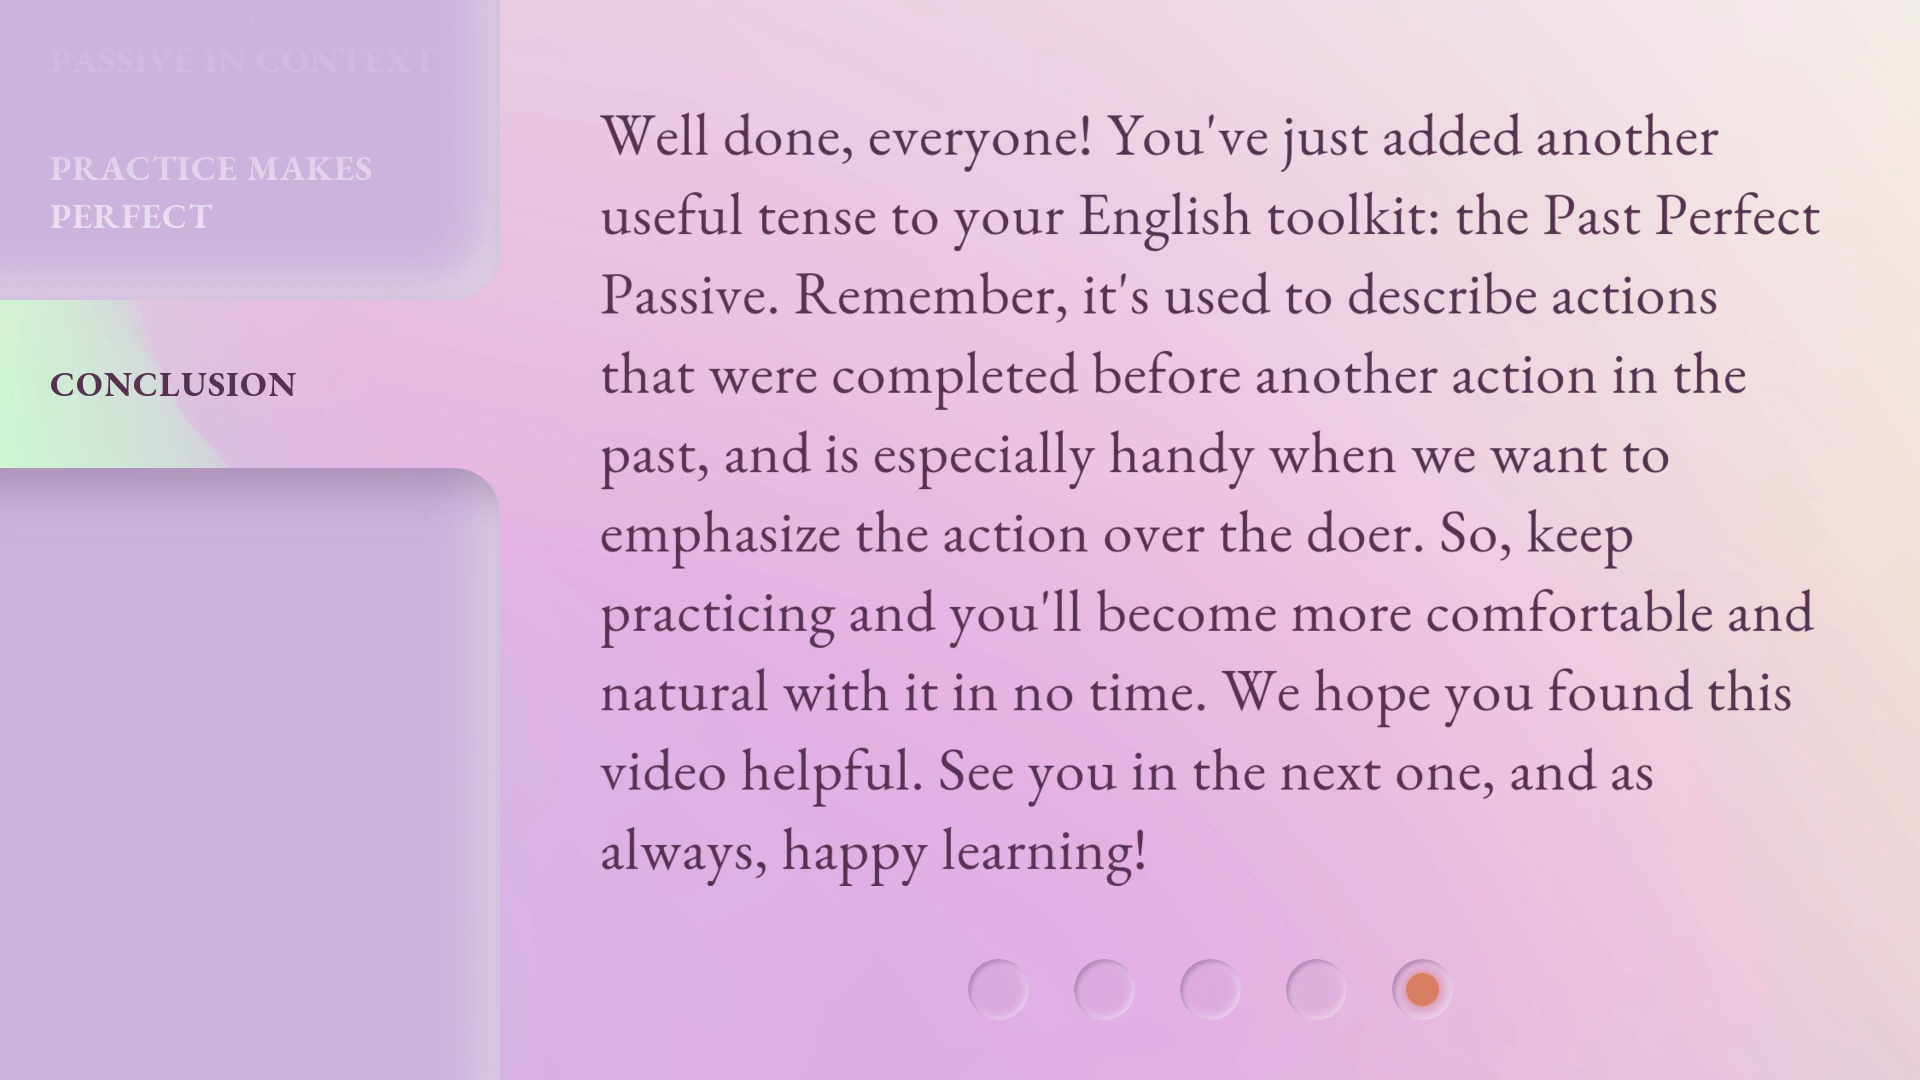 PASSIVE IN CONTEXT
PRACTICE MAKES
PERFECT
CONCLUSION
Well done, everyone! You've just added another
useful tense to your English toolkit: the Past Perfect
Passive. Remember, it's used to describe actions
that were completed before another action in the
past, and is especially handy when we want to
emphasize the action over the doer. So, keep
practicing and you'll become more comfortable and
natural with it in no time. We hope you found this
video helpful. See you in the next one, and as
always, happy learning!